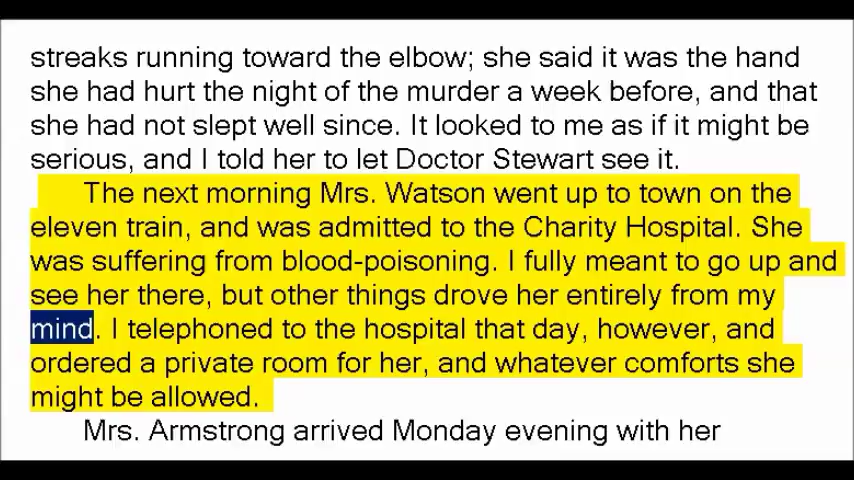 streaks running toward the elbow; she said it was the hand
she had hurt the night of the murder a week before, and that
she had not slept well since. It looked to me as if it might be
serious, and I told her to let Doctor Stewart see it.
The next morning Mrs. Watson went up to town on the
eleven train, and was admitted to the Charity Hospital. She
was suffering from blood-poisoning. I fully meant to go up and
see her there, but other things drove her entirely from my
mind. I telephoned to the hospital that day, however, and
ordered a private room for her, and whatever comforts she
might be allowed.
Mrs. Armstrong arrived Monday evening with her